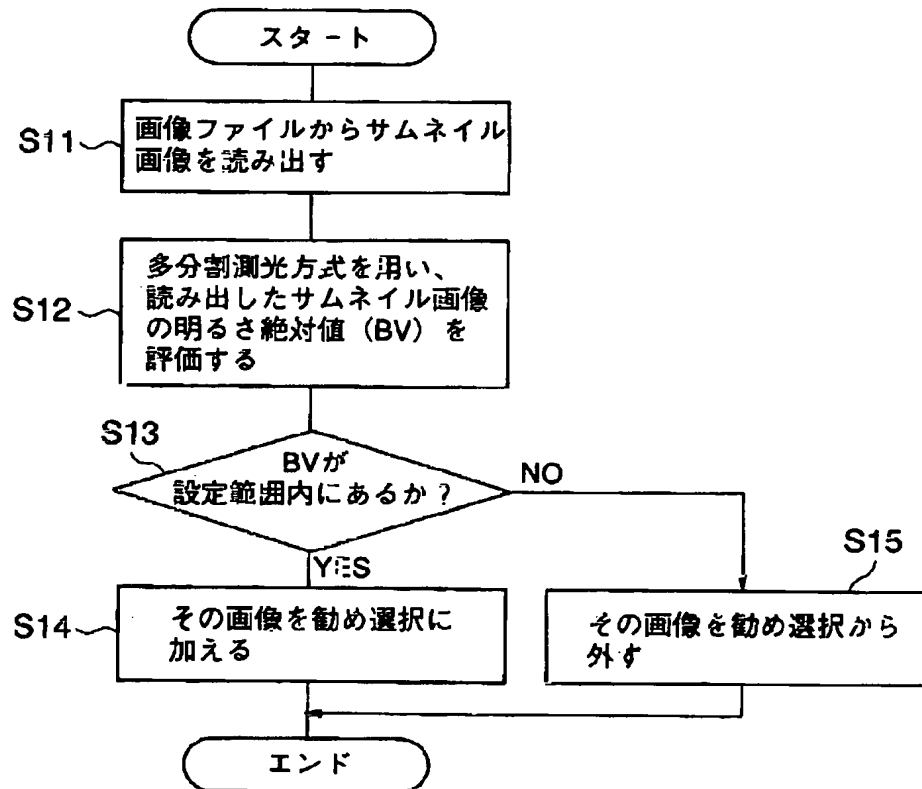 スタート
S11
画像ファイルからサムネイル
画像を読み出す
S12
多分割測光方式を用い、
読み出したサムネイル画像
の明るさ絶対値（BV）を
評価する
S13
BVが
設定範囲内にあるか？
NO
YES
S14
その画像を勧め選択に
加える
S15
その画像を勧め選択から
外す
エンド